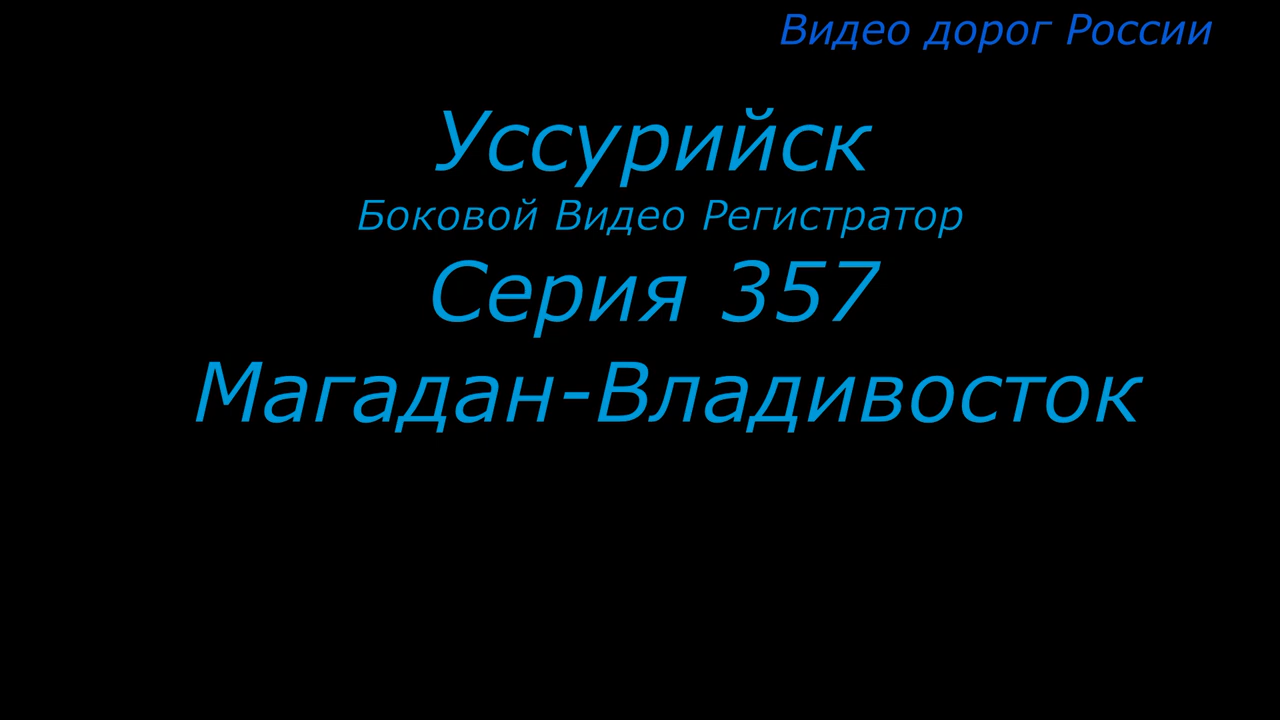 Видео дорог России
Уссурийск
Боковой Видео Регистратор
Серия 357
Магадан-Владивосток